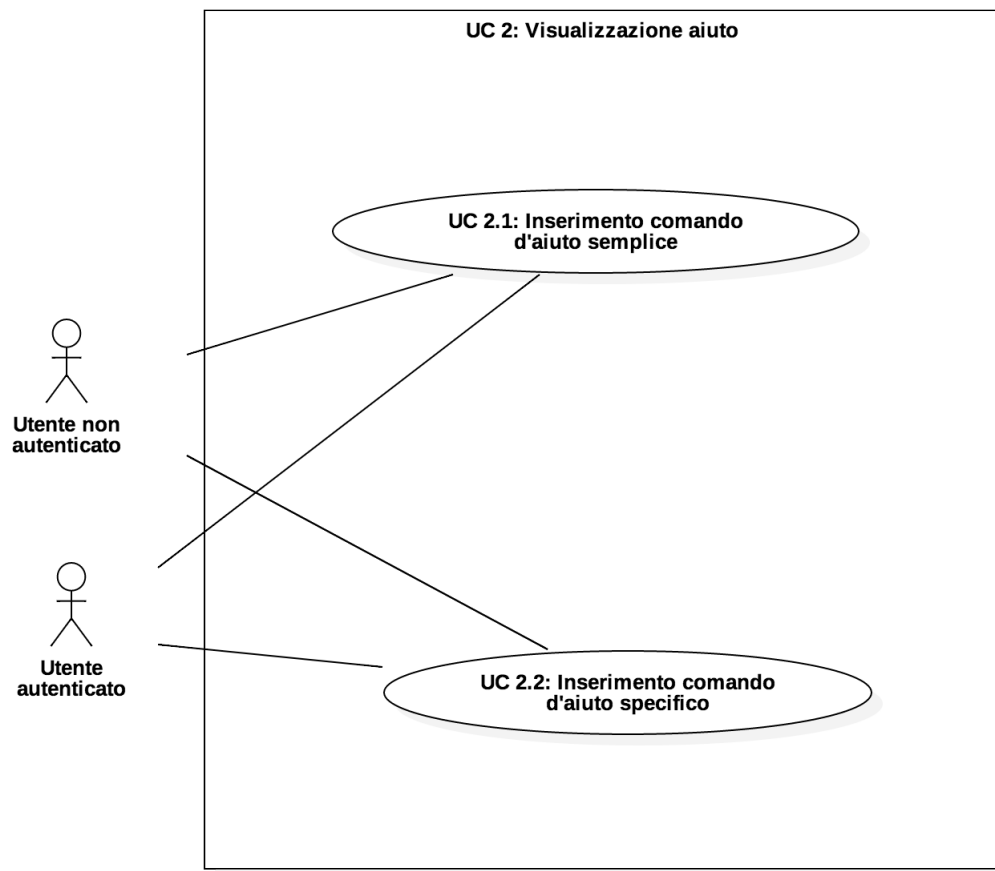 UC 2: Visualizzazione aiuto
UC 2.1: Inserimento comando
d'aiuto semplice
Utente non
autenticato
Utente
autenticato
UC 2.2: Inserimento comando
d'aiuto specifico